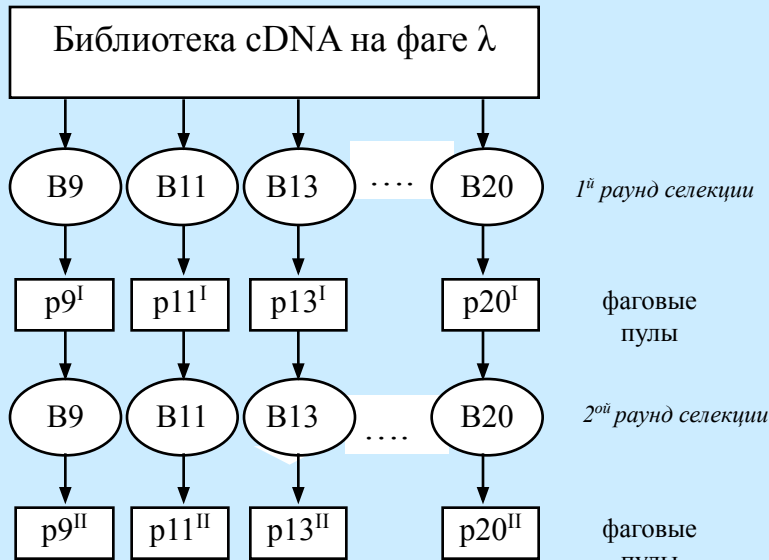 Библиотека cDNA на фаге λ
B9 B11 B13 .... B20 1й раунд селекции
p9I p11I p13I p20I фаговые
пулы
B9 B11 B13 .... B20 2ой раунд селекции
p9II p11II p13II p20II фаговые
пулы